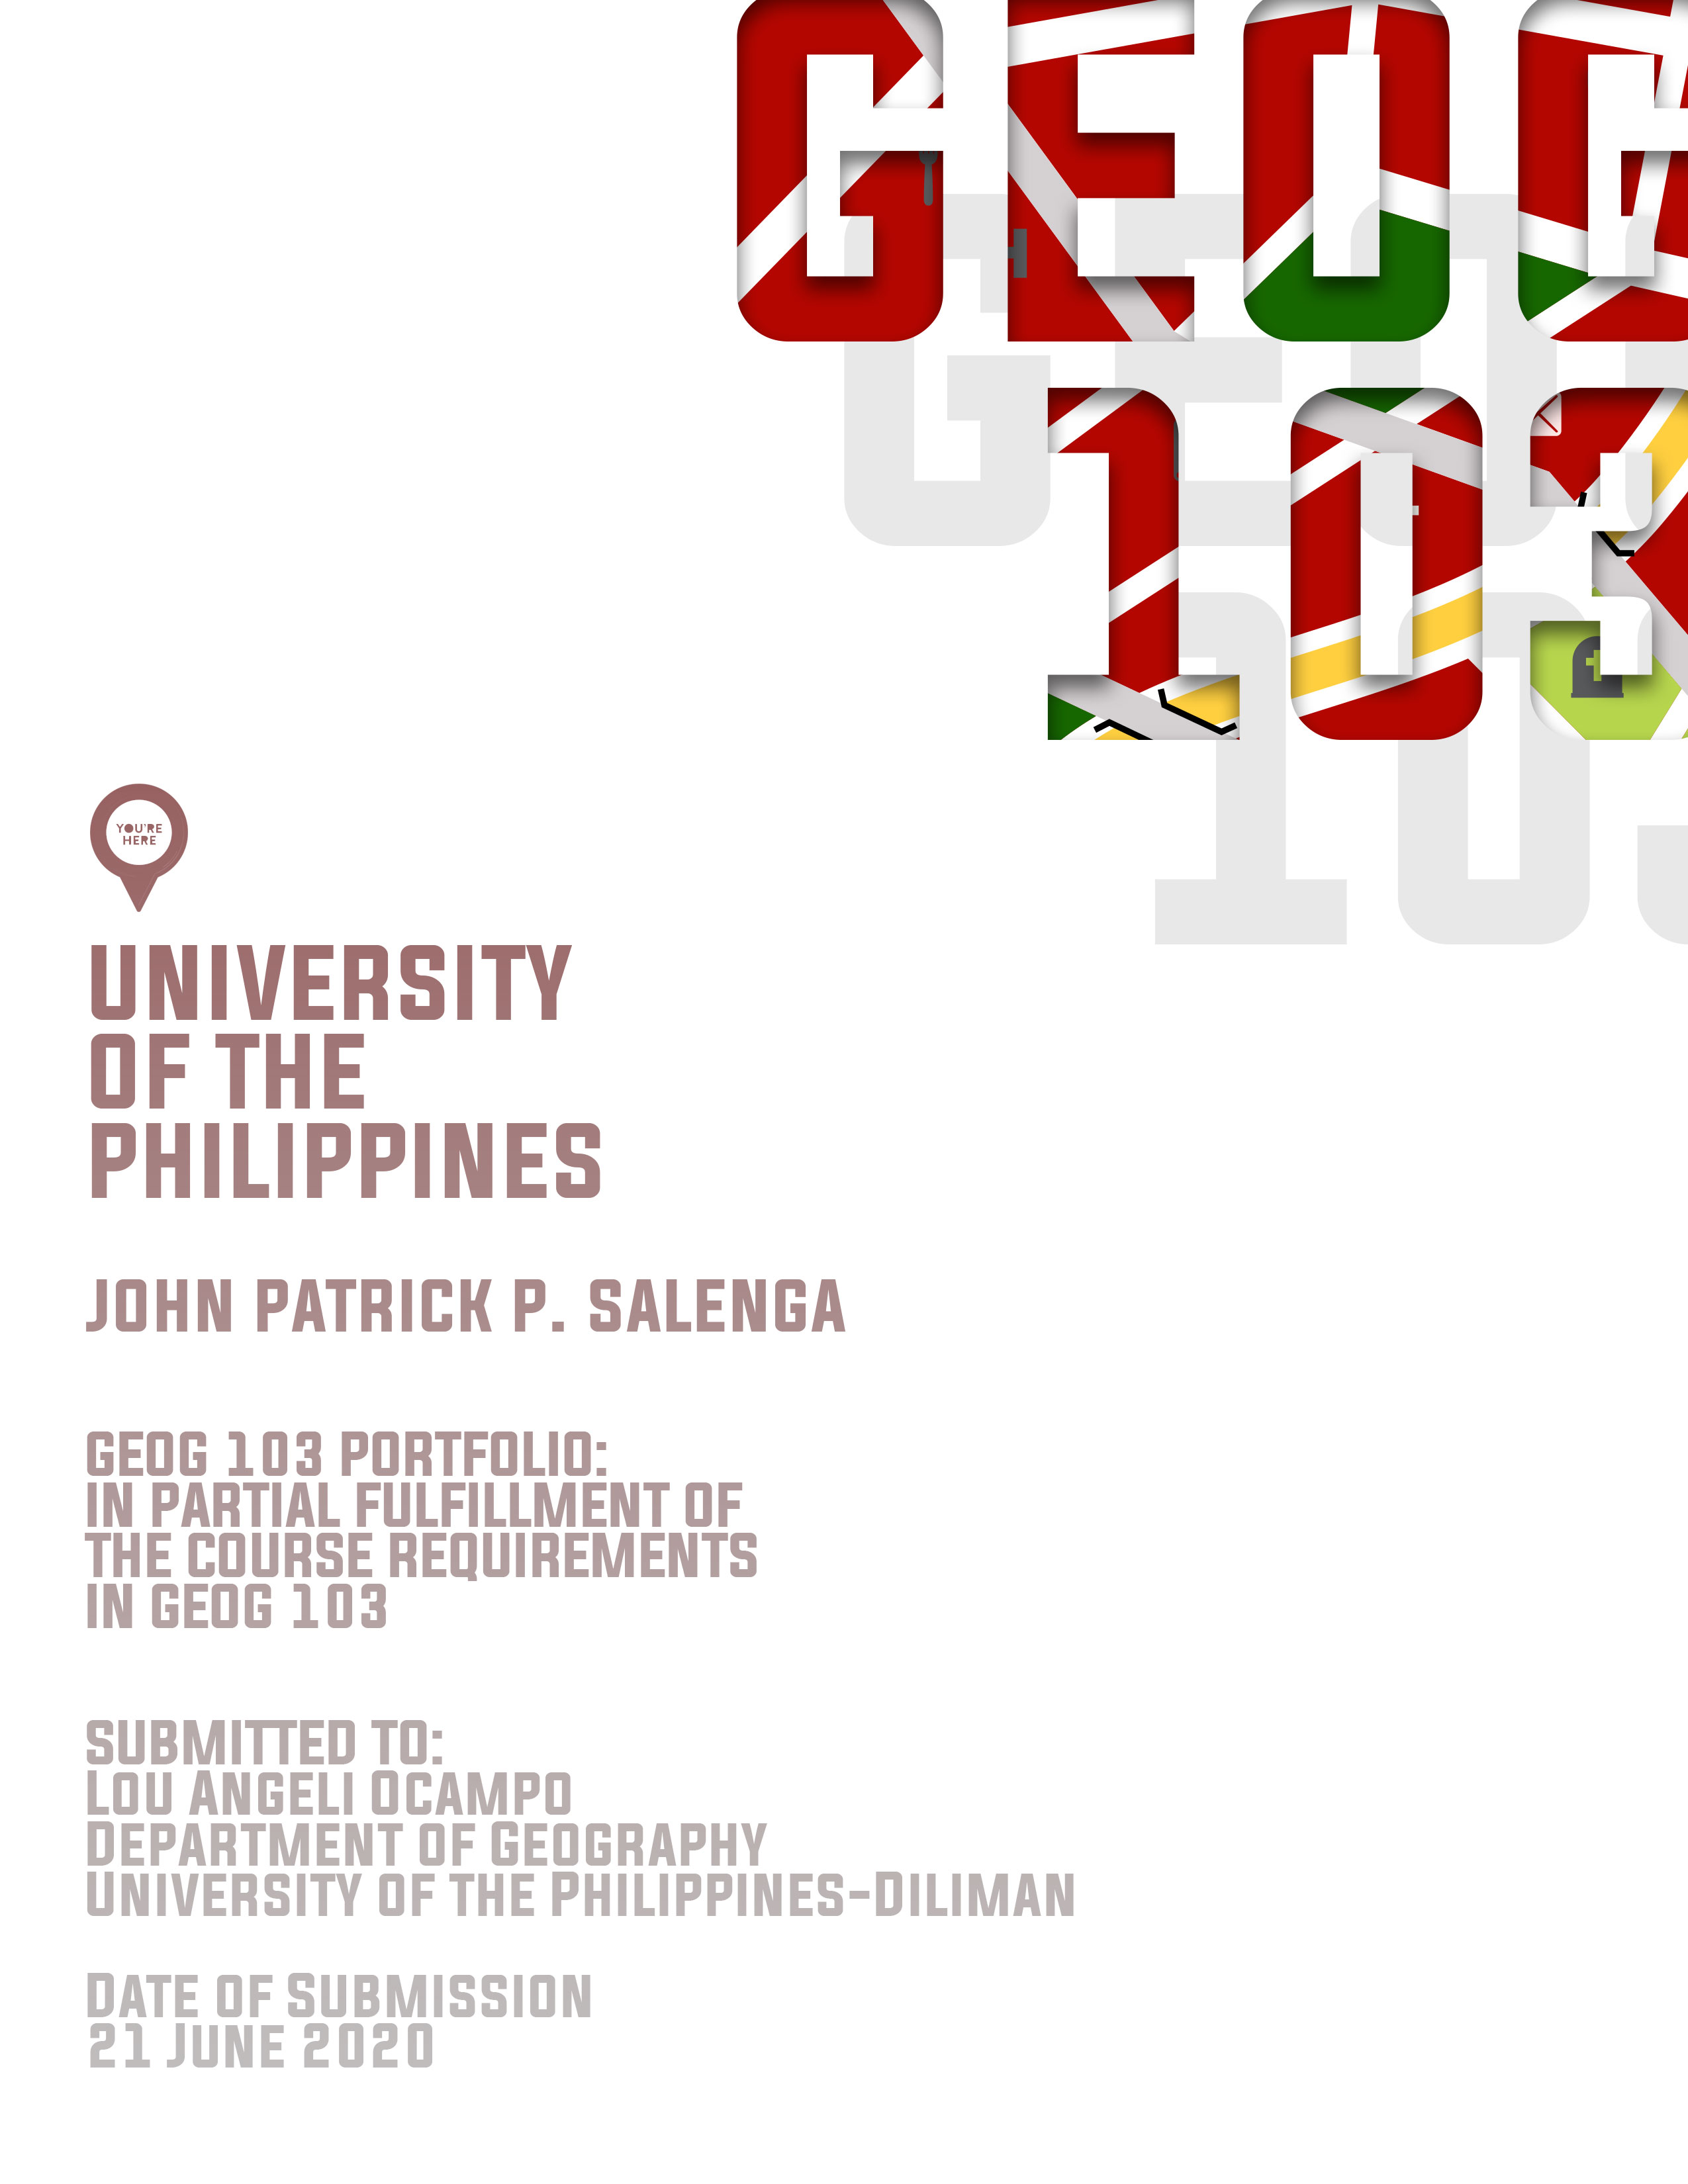 GEOG
103
YOU'RE
HERE
UNIVERSITY
OF THE
PHILIPPINES
JOHN PATRICK P. SALENGA
GEOG 103 PORTFOLIO:
IN PARTIAL FULFILLMENT OF
THE COURSE REQUIREMENTS
IN GEOG 103
SUBMITTED TO:
LOU ANGELI OCAMPO
DEPARTMENT OF GEOGRAPHY
UNIVERSITY OF THE PHILIPPINES-DILIMAN
DATE OF SUBMISSION
21 JUNE 2020